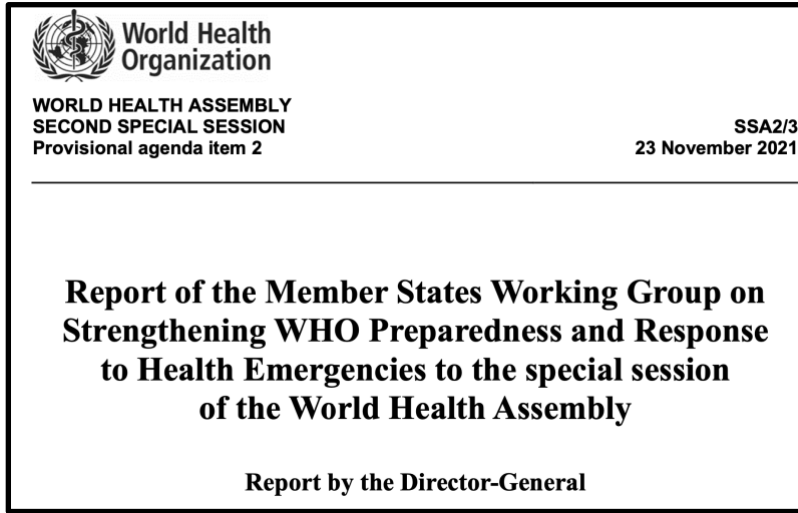 World Health
Organization
WORLD HEALTH ASSEMBLY
SECOND SPECIAL SESSION
SSA2/3
Provisional agenda item 2
23 November 2021
Report of the Member States Working Group on
Strengthening WHO Preparedness and Response
to Health Emergencies to the special session
of the World Health Assembly
Report by the Director-General